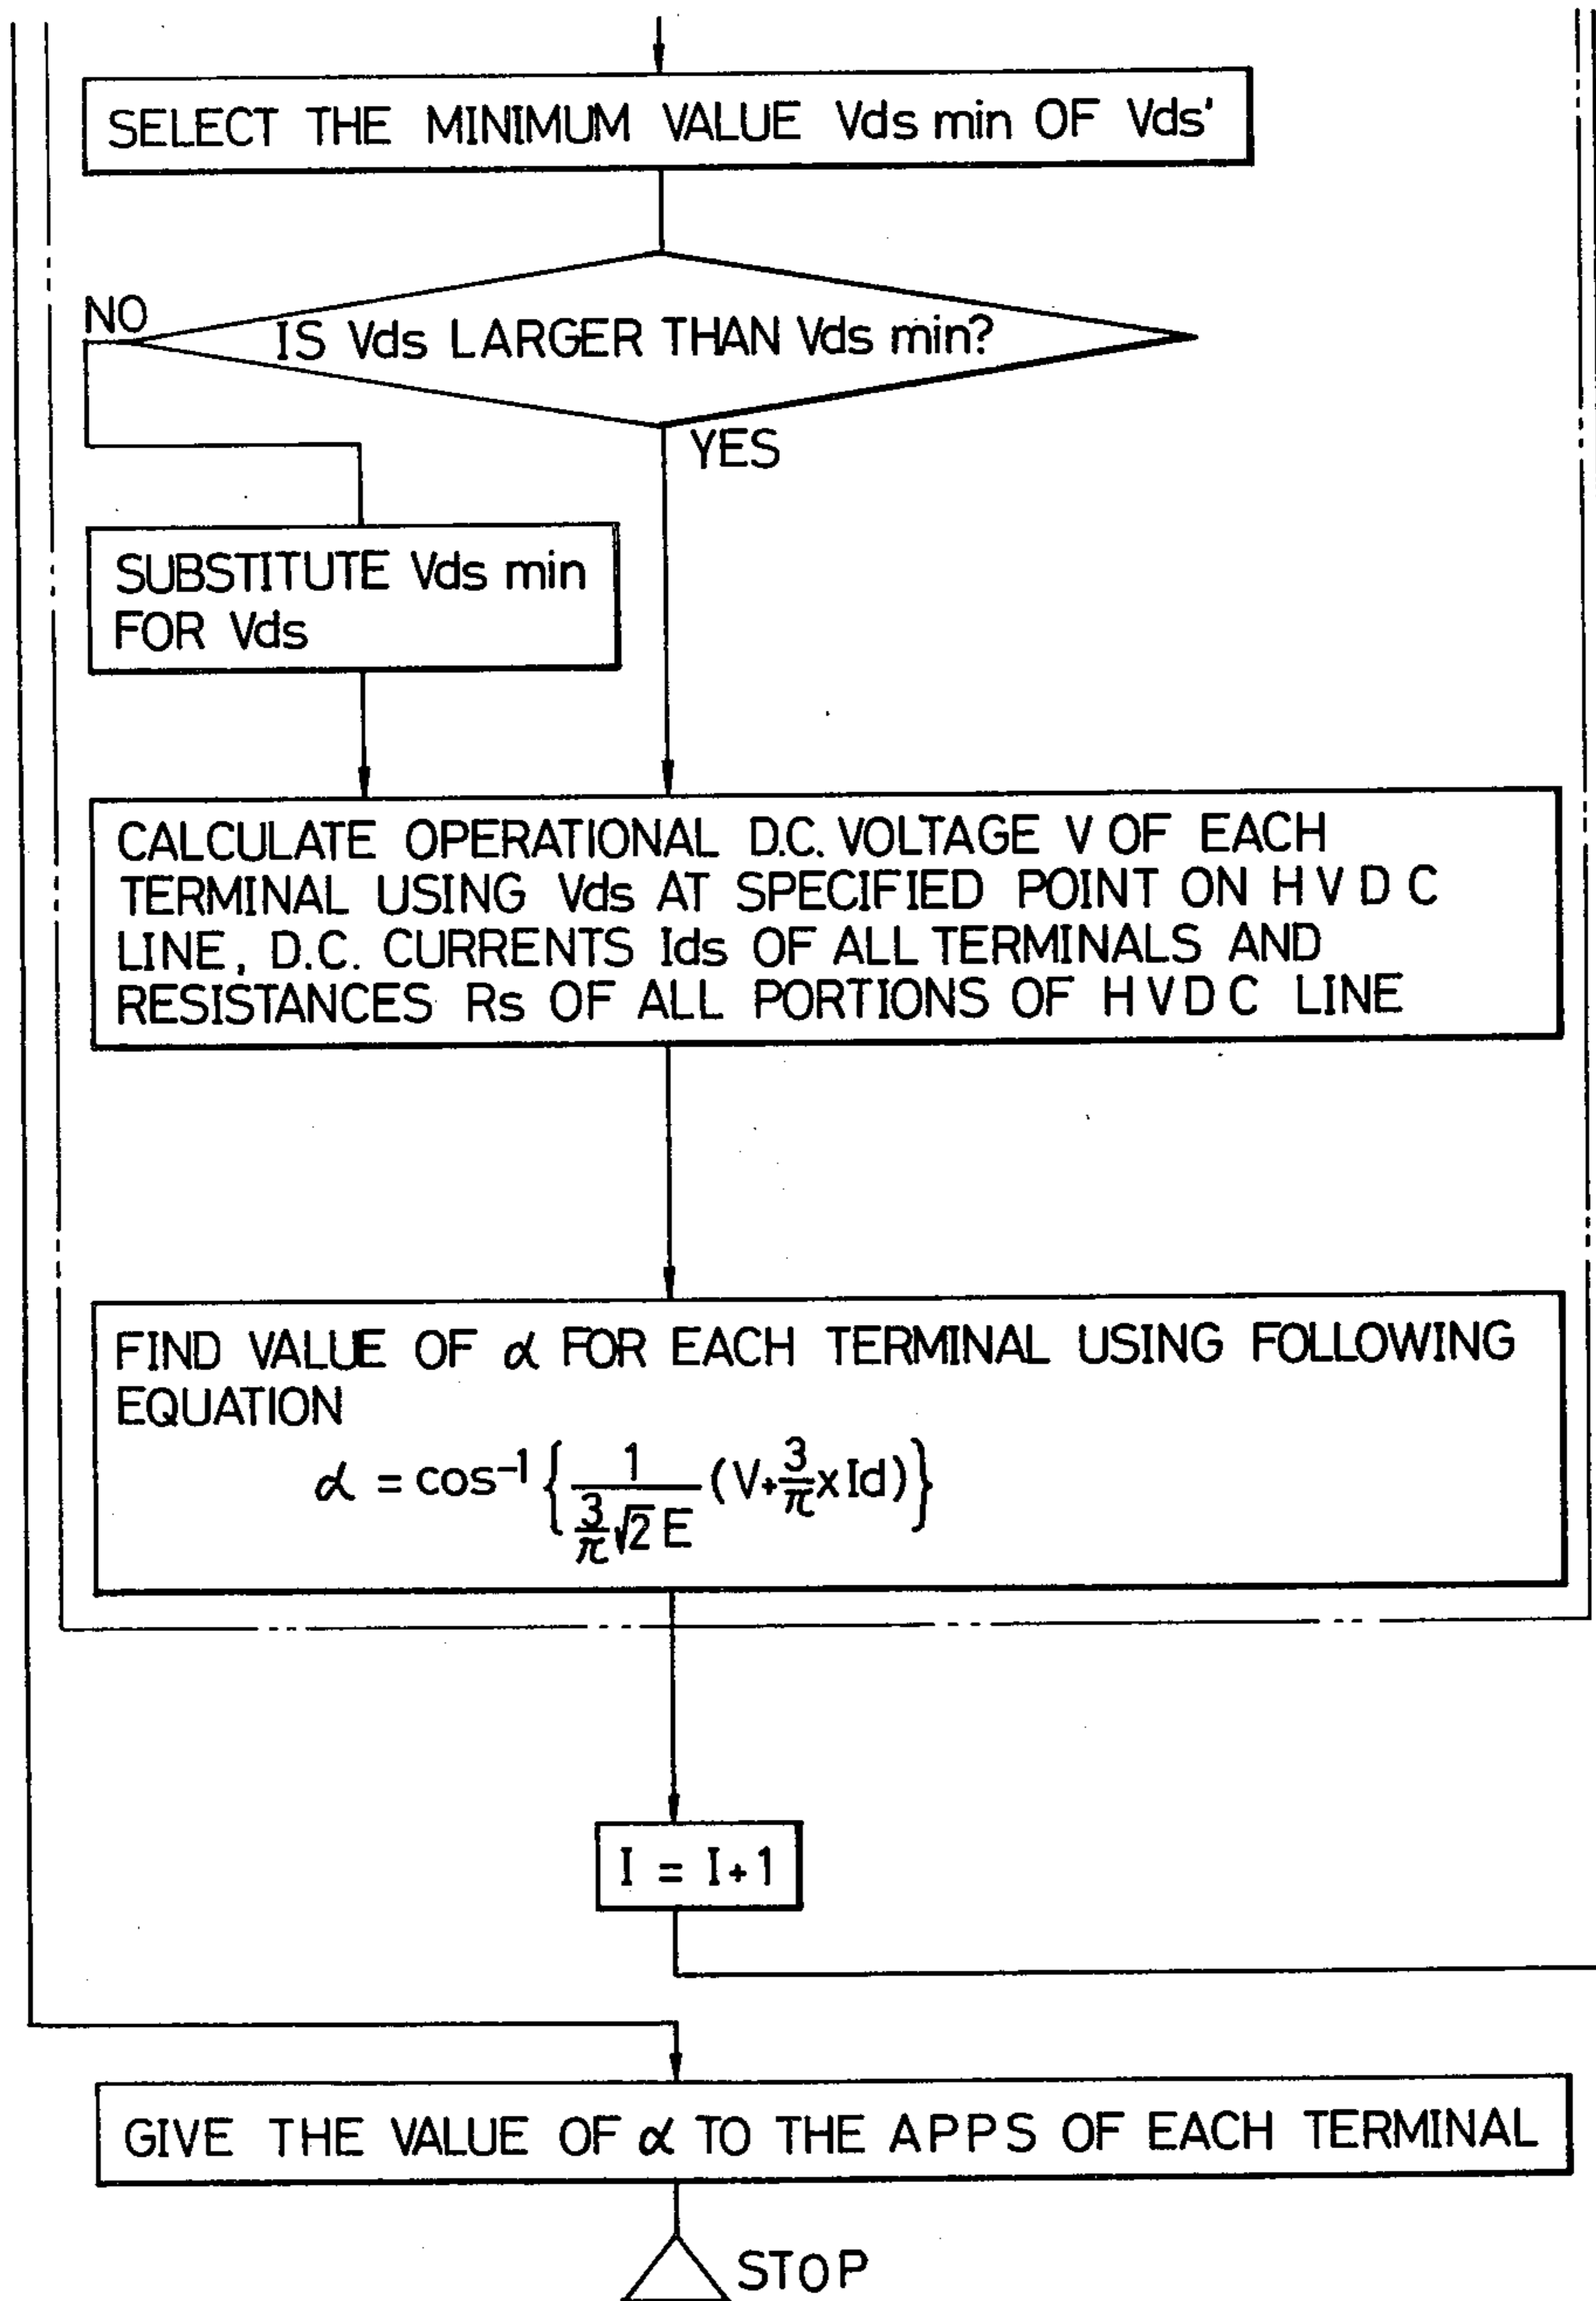 SELECT THE MINIMUM VALUE Vds min OF Vds'
NO
IS Vds LARGER THAN Vds min?
YES
SUBSTITUTE Vds min
FOR Vds
CALCULATE OPERATIONAL D.C. VOLTAGE V OF EACH
TERMINAL USING Vds AT SPECIFIED POINT ON H V D C
LINE, D.C. CURRENTS Ids OF ALL TERMINALS AND
RESISTANCES Rs OF ALL PORTIONS OF H V D C LINE
FIND VALUE OF α FOR EACH TERMINAL USING FOLLOWING
EQUATION
α = cos⁻¹ { 1 / (3/π √2 E) (V + 3/π x Id) }
I = I+1
GIVE THE VALUE OF α TO THE A P P S OF EACH TERMINAL
STOP